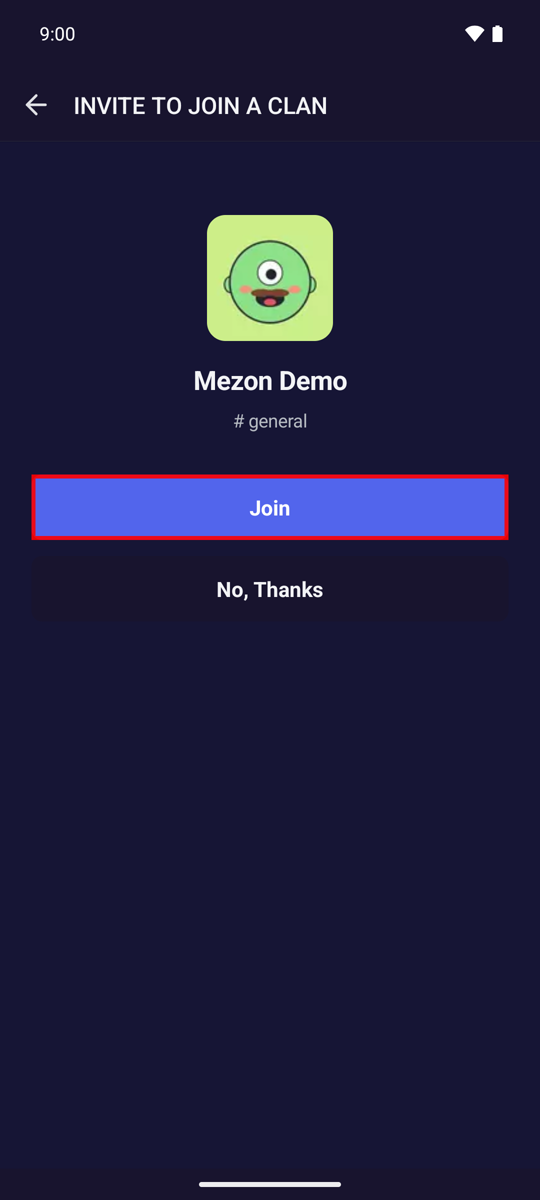 9:00
INVITE TO JOIN A CLAN
Mezon Demo
# general
Join
No, Thanks